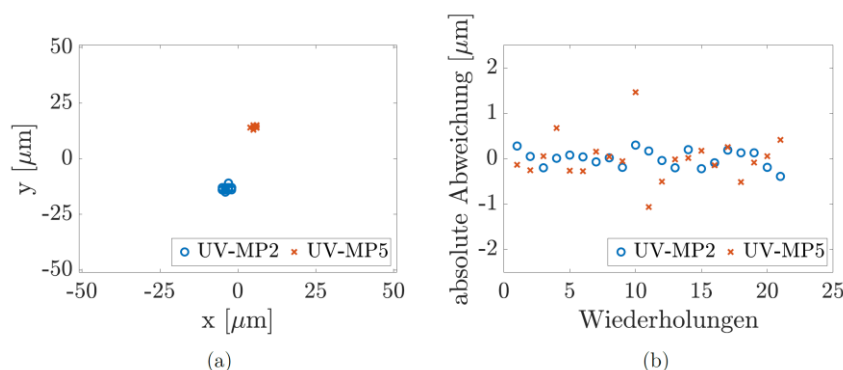 50
25
0
-25
-50
y [μm]
○ UV-MP2 × UV-MP5
-50 -25 0 25 50
x [μm]
(a)
2
1
0
-1
-2
absolute Abweichung [μm]
○ UV-MP2 × UV-MP5
0 5 10 15 20 25
Wiederholungen
(b)